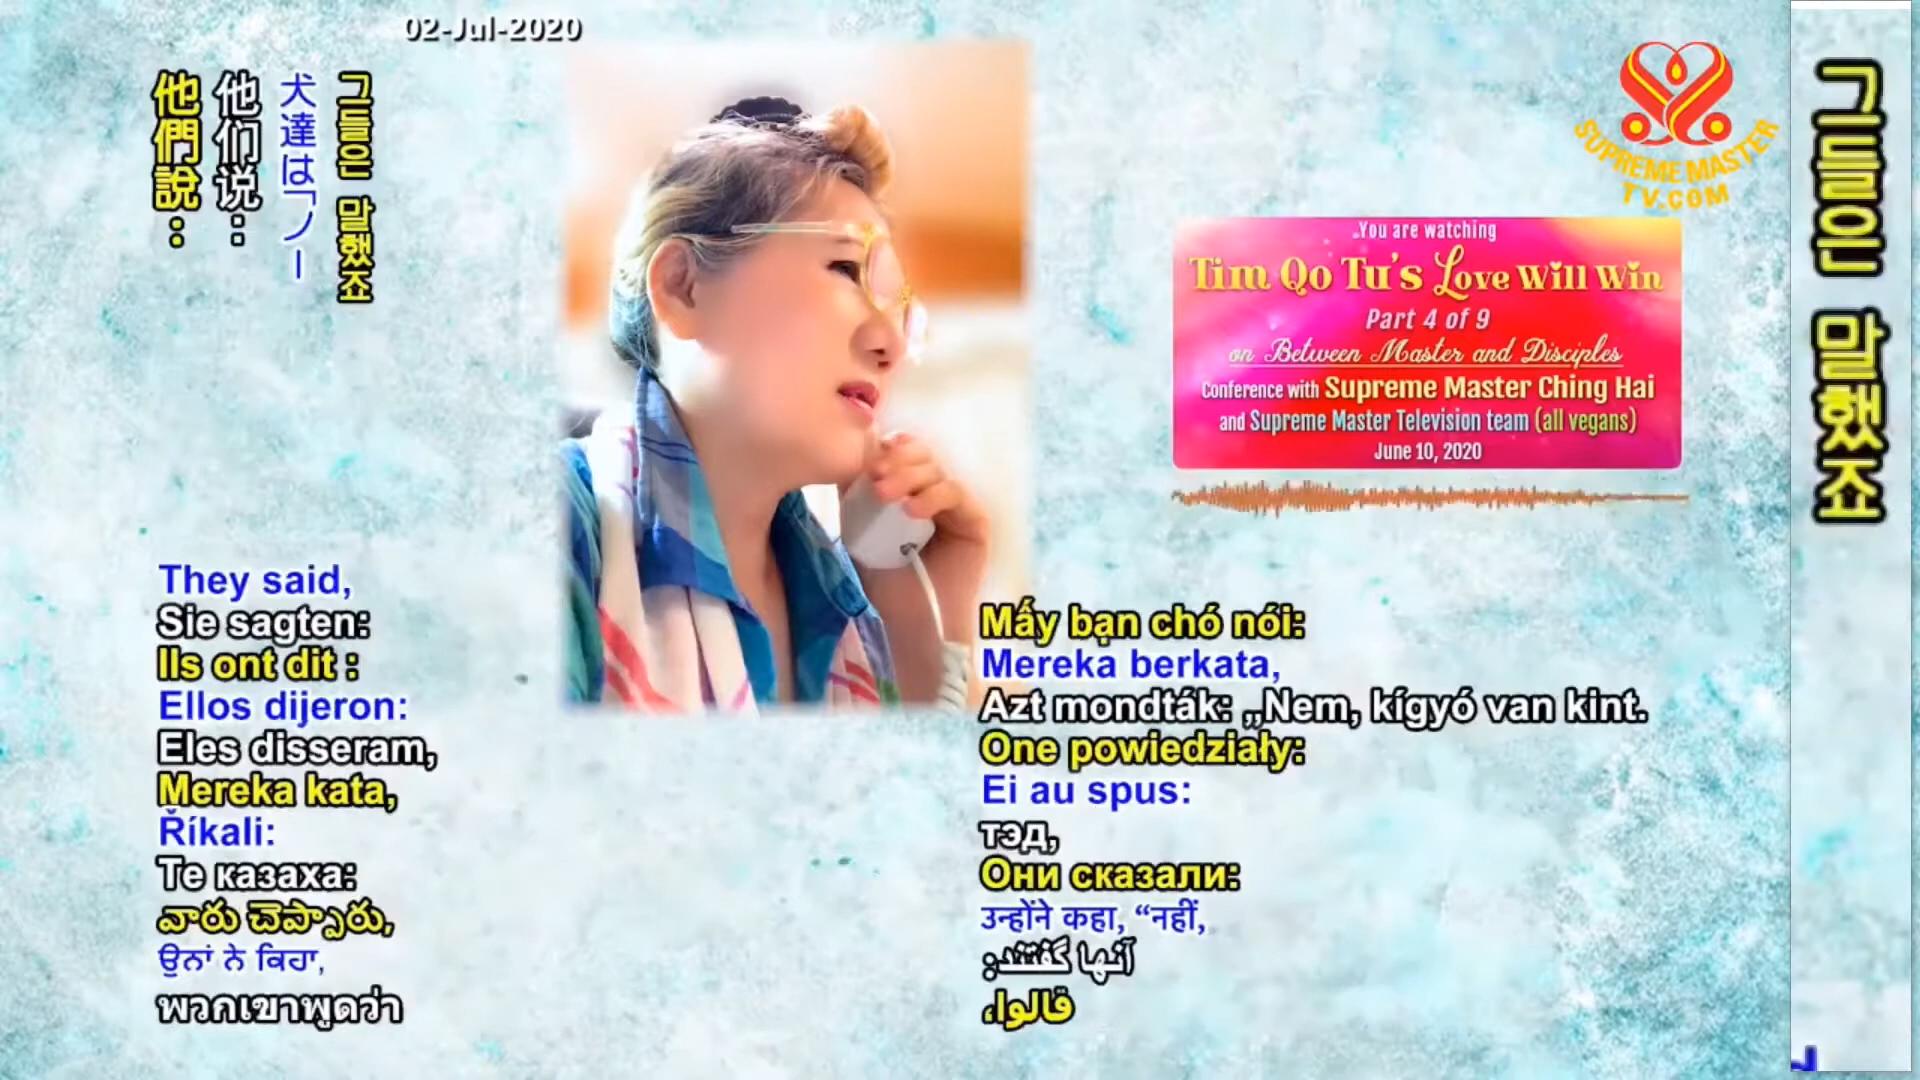 02-Jul-2020
他們說：
他们说：
犬達は「ノー
그들은 말했죠
SUPREME MASTER
TV.COM
You are watching
Tim Qo Tu's Love Will Win
Part 4 of 9
on Between Master and Disciples
Conference with Supreme Master Ching Hai
and Supreme Master Television team (all vegans)
June 10, 2020
They said,
Sie sagten:
Ils ont dit :
Ellos dijeron:
Eles disseram,
Mereka kata,
Říkali:
Те казаха:
వారు చెప్పారు,
ਉਨਾਂ ਨੇ ਕਿਹਾ,
พวกเขาพูดว่า
Mấy bạn chó nói:
Mereka berkata,
Azt mondták: „Nem, kígyó van kint.
One powiedziały:
Ei au spus:
тэд,
Они сказали:
उन्होंने कहा, “नहीं,
آنها گفتند:
قالوا،
그들은 말했죠